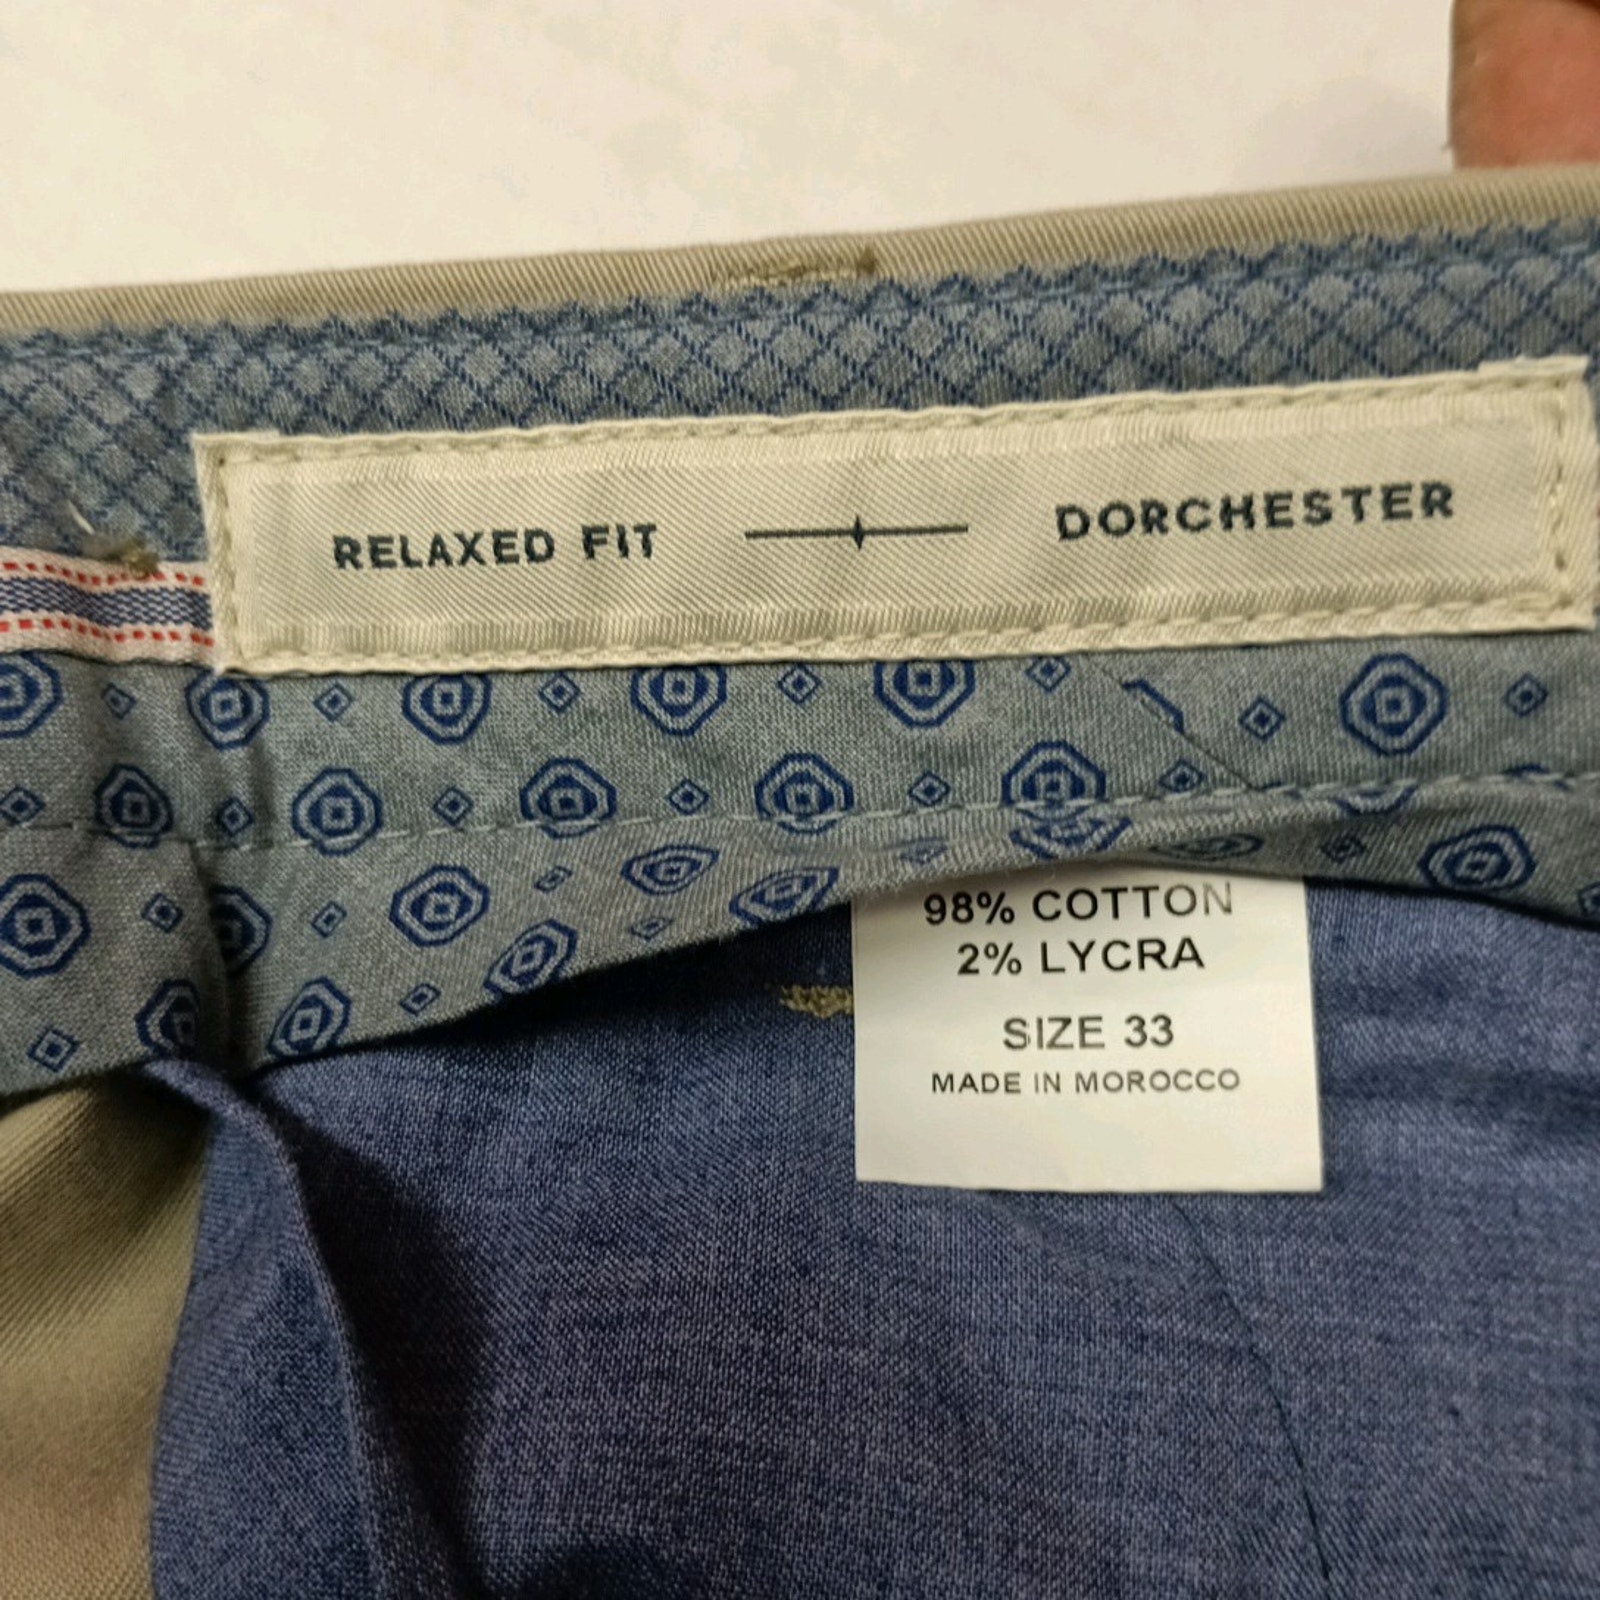 RELAXED FIT DORCHESTER
98% COTTON
2% LYCRA
SIZE 33
MADE IN MOROCCO